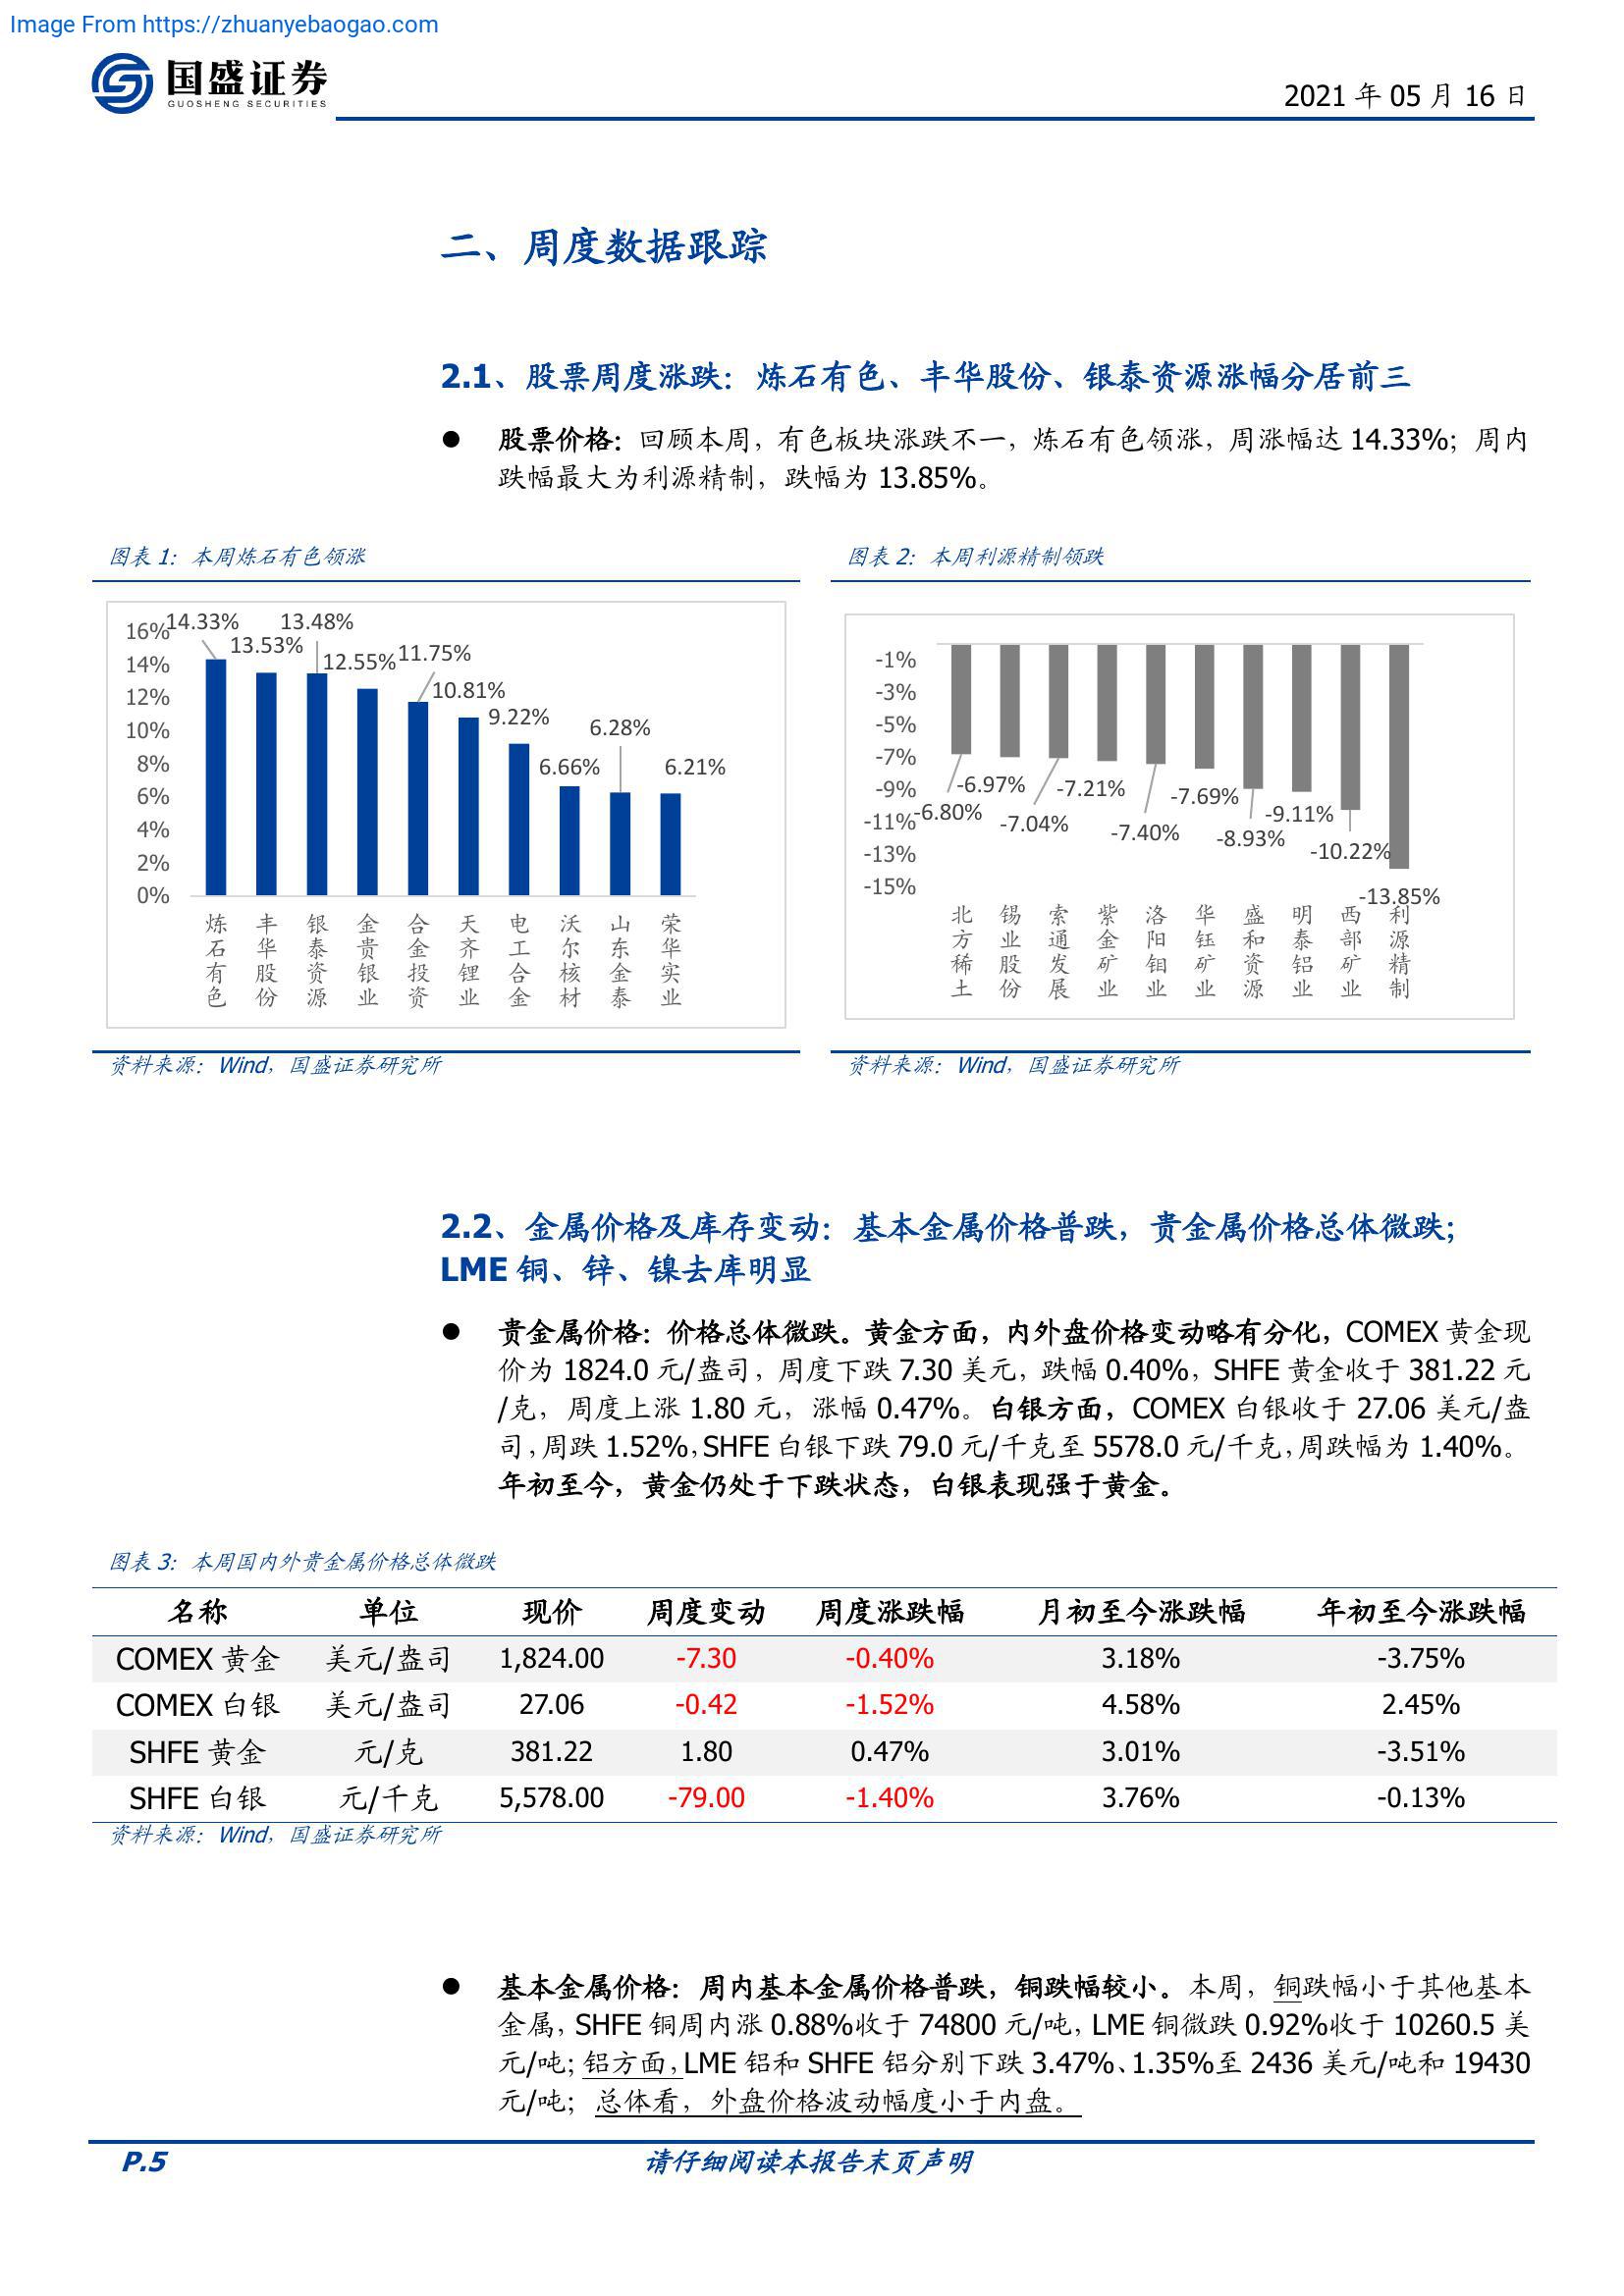 Image From https://zhuanyebaogao.com
国盛证券
GUOSHENG SECURITIES
2021 年 05 月 16 日
二、周度数据跟踪
2.1、股票周度涨跌：炼石有色、丰华股份、银泰资源涨幅分居前三
● 股票价格：回顾本周，有色板块涨跌不一，炼石有色领涨，周涨幅达 14.33%；周内
跌幅最大为利源精制，跌幅为 13.85%。
图表 1：本周炼石有色领涨
16%
14%
12%
10%
8%
6%
4%
2%
0%
14.33%
13.53%
13.48%
12.55%
11.75%
10.81%
9.22%
6.66%
6.28%
6.21%
炼石有色
丰华股份
银泰资源
金贵银业
合金投资
天齐锂业
电工合金
沃尔核材
山东金泰
荣华实业
资料来源：Wind，国盛证券研究所
图表 2：本周利源精制领跌
-1%
-3%
-5%
-7%
-9%
-11%
-13%
-15%
-6.80%
-6.97%
-7.04%
-7.21%
-7.40%
-7.69%
-8.93%
-9.11%
-10.22%
-13.85%
北方稀土
锡业股份
索通发展
紫金矿业
洛阳钼业
华钰矿业
盛和资源
明泰铝业
西部矿业
利源精制
资料来源：Wind，国盛证券研究所
2.2、金属价格及库存变动：基本金属价格普跌，贵金属价格总体微跌；
LME 铜、锌、镍去库明显
● 贵金属价格：价格总体微跌。黄金方面，内外盘价格变动略有分化，COMEX 黄金现
价为 1824.0 元/盎司，周度下跌 7.30 美元，跌幅 0.40%，SHFE 黄金收于 381.22 元
/克，周度上涨 1.80 元，涨幅 0.47%。白银方面，COMEX 白银收于 27.06 美元/盎
司，周跌 1.52%，SHFE 白银下跌 79.0 元/千克至 5578.0 元/千克，周跌幅为 1.40%。
年初至今，黄金仍处于下跌状态，白银表现强于黄金。
图表 3：本周国内外贵金属价格总体微跌
名称 单位 现价 周度变动 周度涨跌幅 月初至今涨跌幅 年初至今涨跌幅
COMEX 黄金 美元/盎司 1,824.00 -7.30 -0.40% 3.18% -3.75%
COMEX 白银 美元/盎司 27.06 -0.42 -1.52% 4.58% 2.45%
SHFE 黄金 元/克 381.22 1.80 0.47% 3.01% -3.51%
SHFE 白银 元/千克 5,578.00 -79.00 -1.40% 3.76% -0.13%
资料来源：Wind，国盛证券研究所
● 基本金属价格：周内基本金属价格普跌，铜跌幅较小。本周，铜跌幅小于其他基本
金属，SHFE 铜周内涨 0.88%收于 74800 元/吨，LME 铜微跌 0.92%收于 10260.5 美
元/吨；铝方面，LME 铝和 SHFE 铝分别下跌 3.47%、1.35%至 2436 美元/吨和 19430
元/吨；总体看，外盘价格波动幅度小于内盘。
P.5
请仔细阅读本报告末页声明